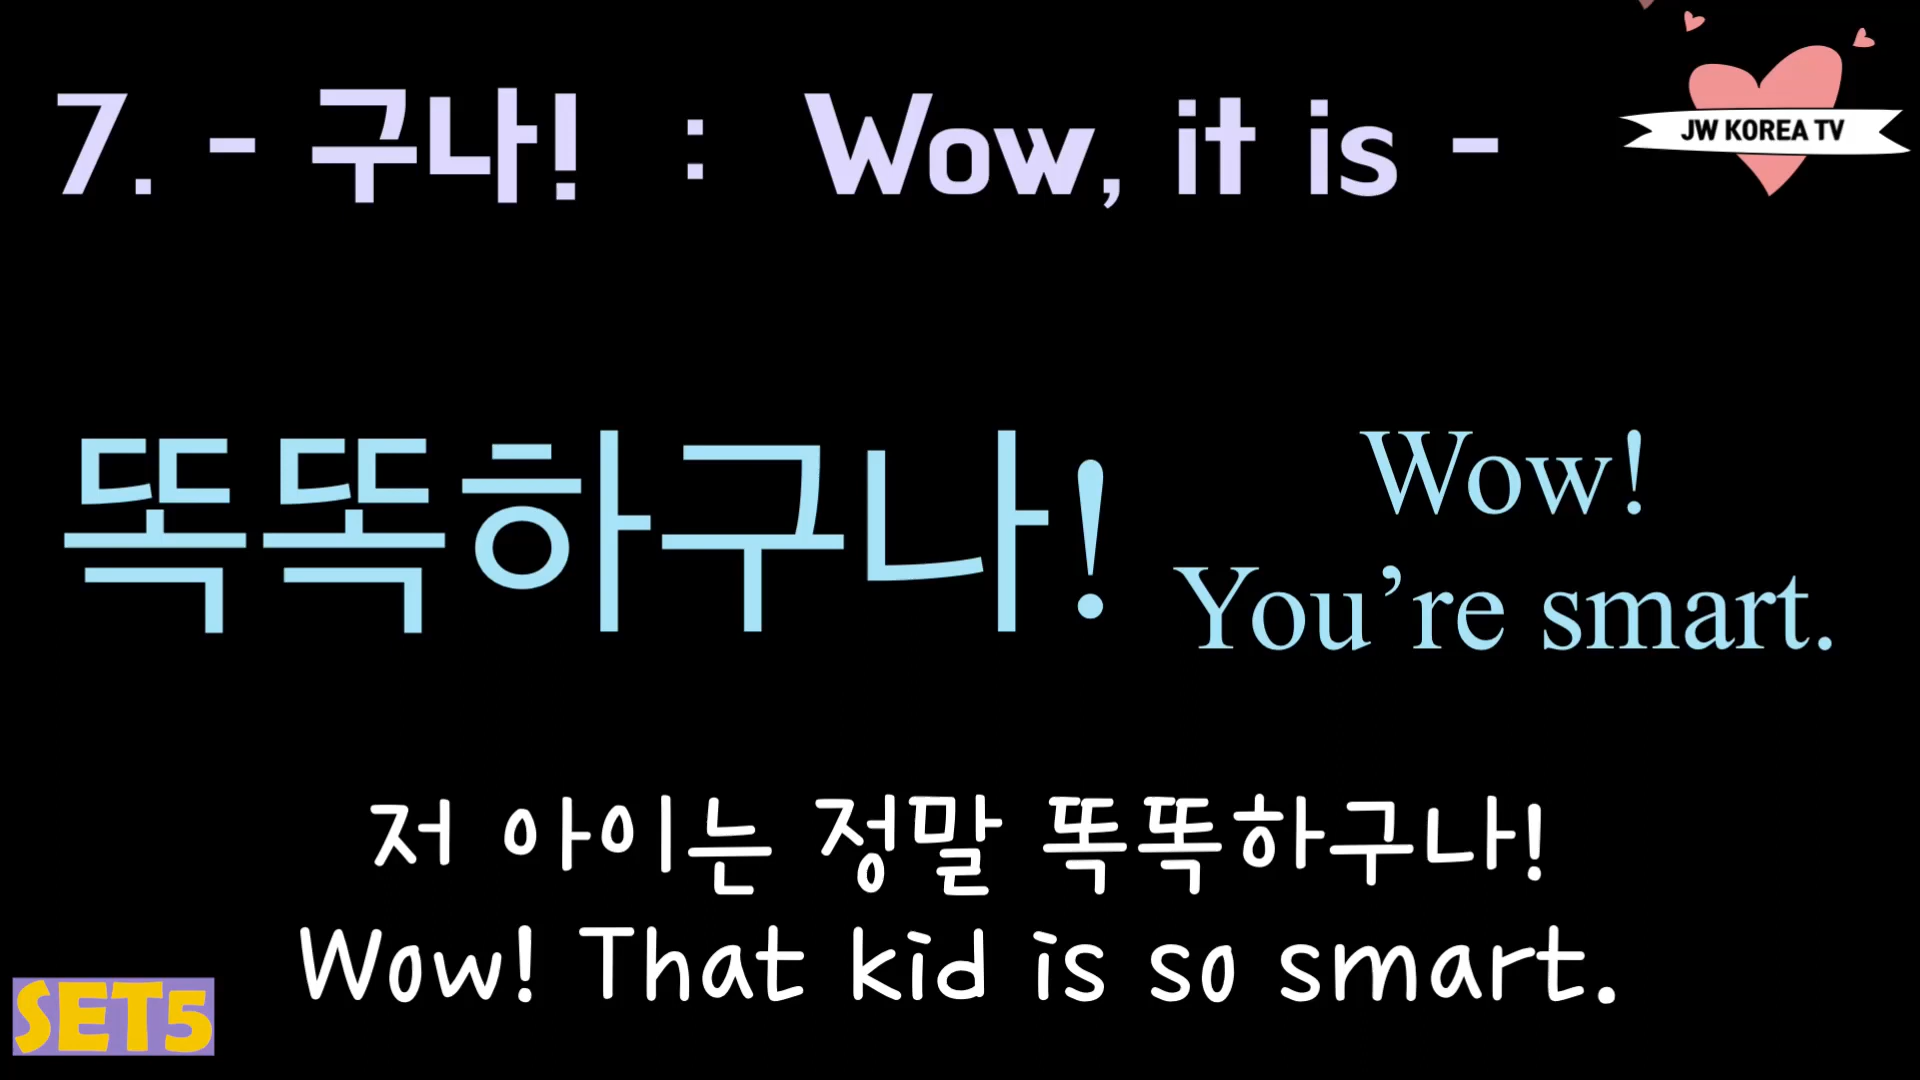 7. - 구나! : Wow, it is -
JW KOREA TV
똑똑하구나!
Wow!
You’re smart.
저 아이는 정말 똑똑하구나!
Wow! That kid is so smart.
SET5